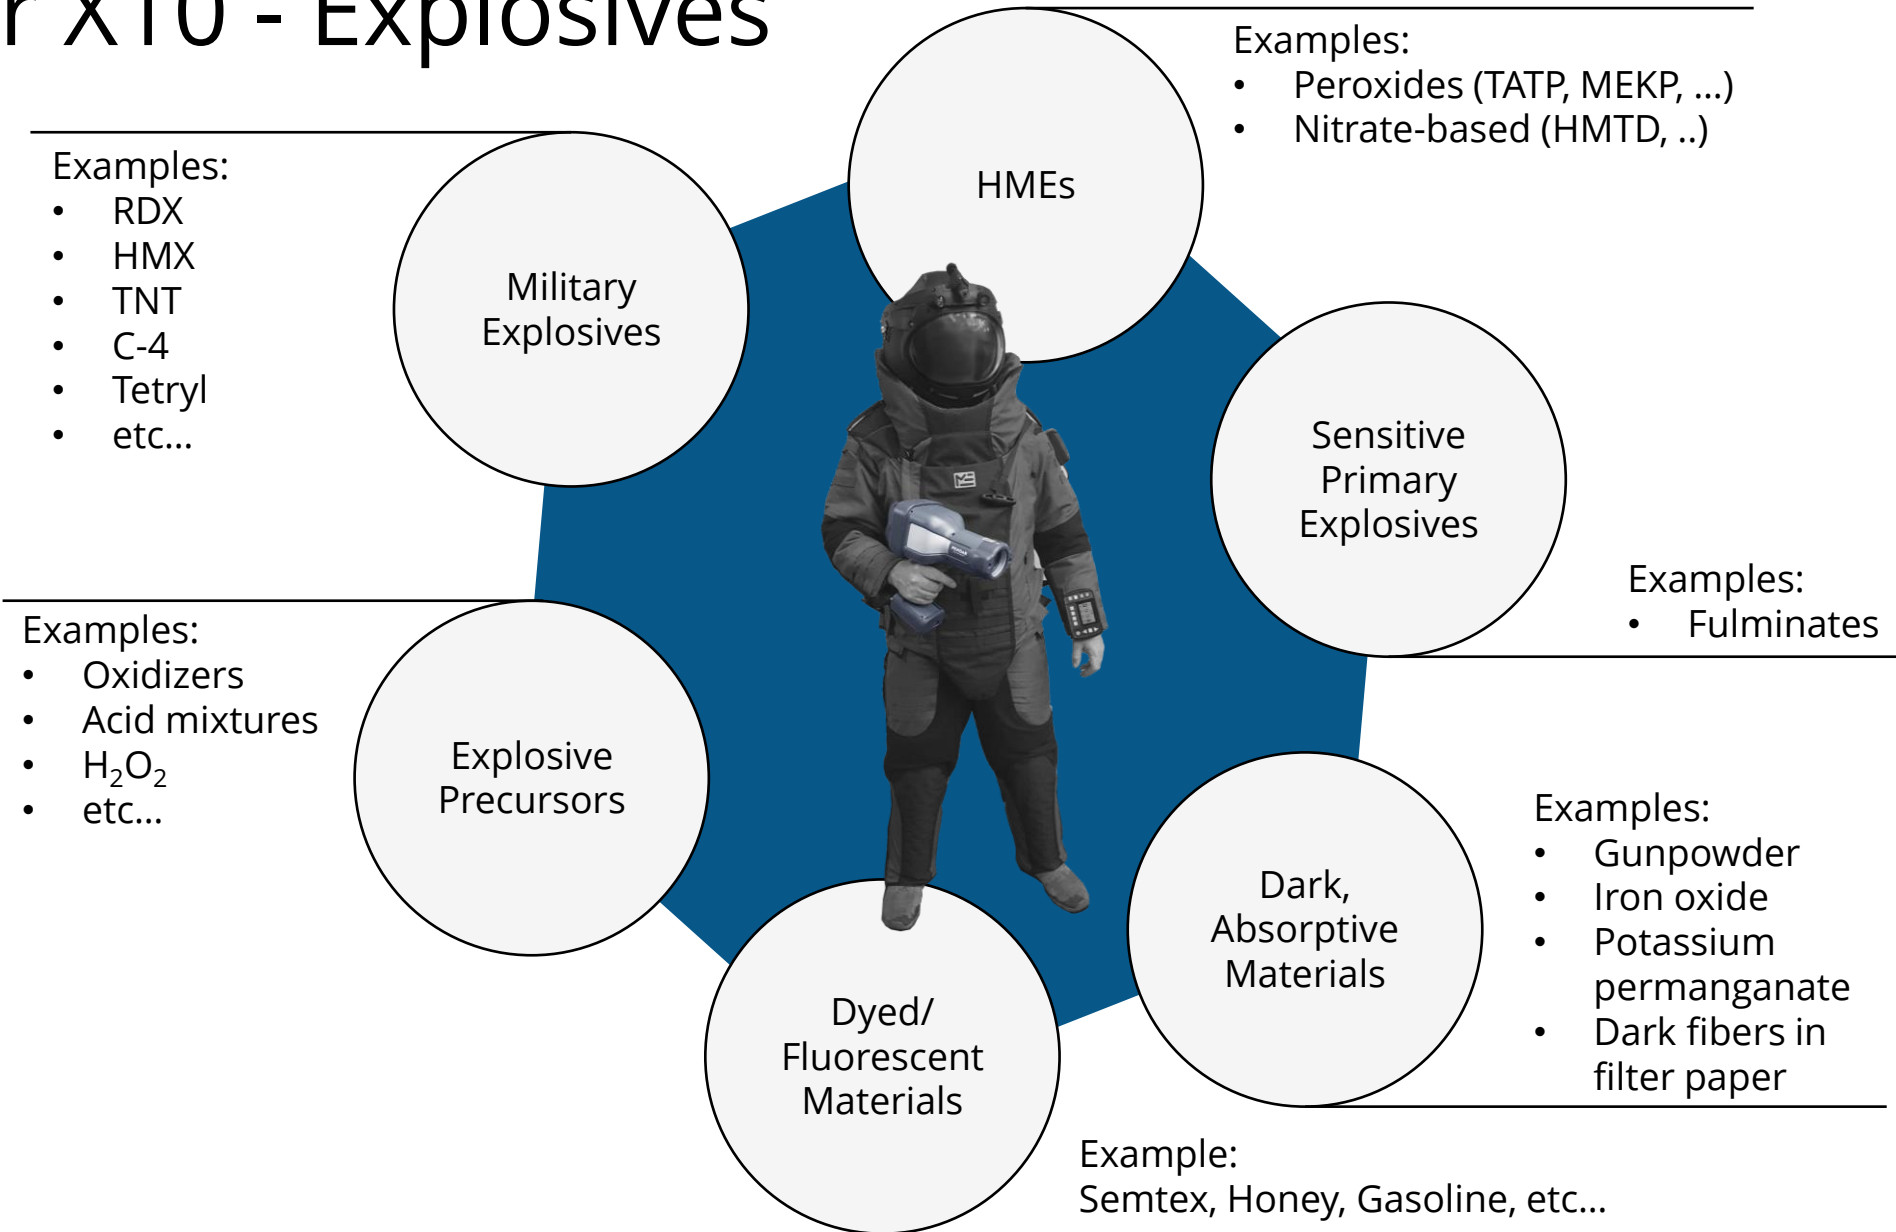 r X10 - Explosives
Examples:
• Peroxides (TATP, MEKP, ...)
• Nitrate-based (HMTD, ..)
HMEs
Examples:
• RDX
• HMX
• TNT
• C-4
• Tetryl
• etc...
Military
Explosives
Sensitive
Primary
Explosives
Examples:
• Fulminates
Examples:
• Oxidizers
• Acid mixtures
• H₂O₂
• etc...
Explosive
Precursors
Examples:
• Gunpowder
• Iron oxide
• Potassium
permanganate
• Dark fibers in
filter paper
Dark,
Absorptive
Materials
Dyed/
Fluorescent
Materials
Example:
Semtex, Honey, Gasoline, etc...